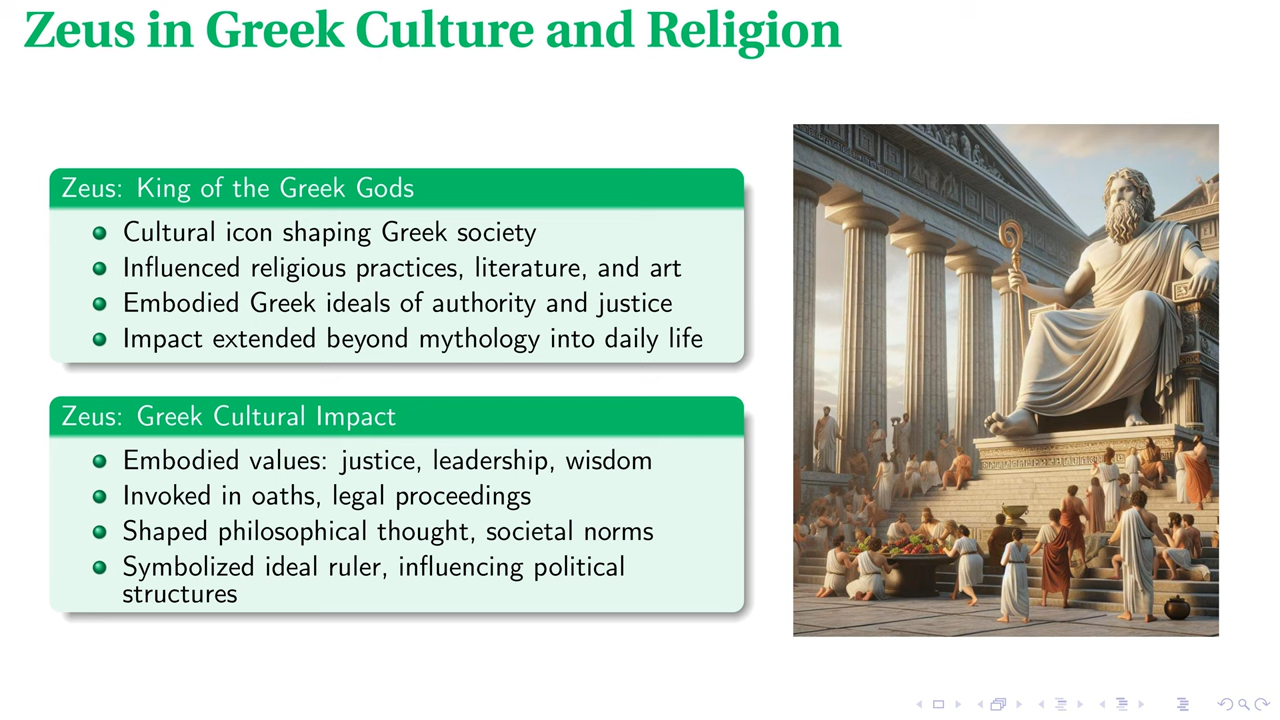 Zeus in Greek Culture and Religion
Zeus: King of the Greek Gods
Cultural icon shaping Greek society
Influenced religious practices, literature, and art
Embodied Greek ideals of authority and justice
Impact extended beyond mythology into daily life
Zeus: Greek Cultural Impact
Embodied values: justice, leadership, wisdom
Invoked in oaths, legal proceedings
Shaped philosophical thought, societal norms
Symbolized ideal ruler, influencing political
structures